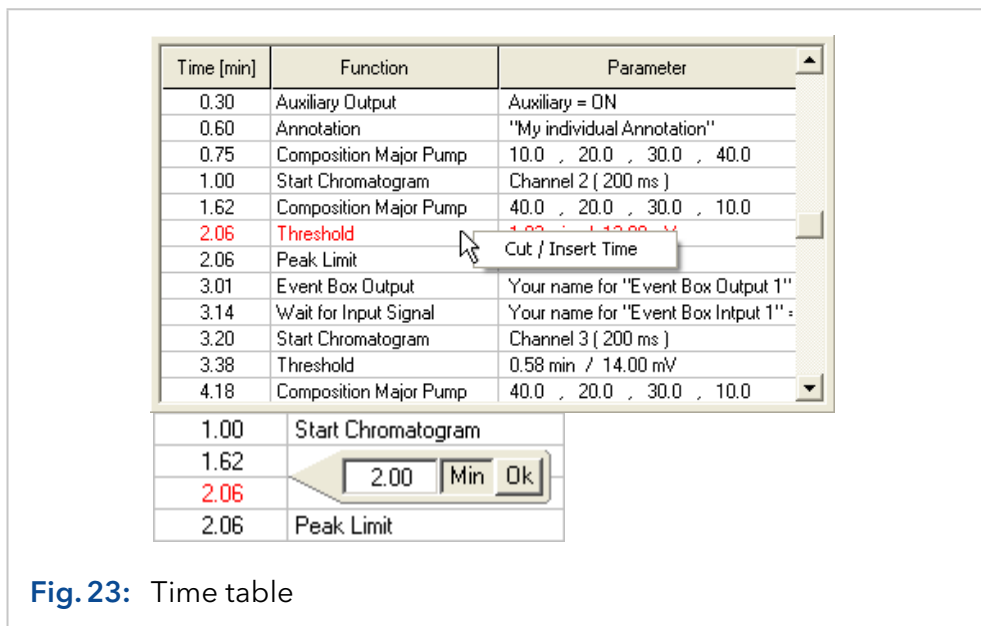 Time [min] Function Parameter
0.30 Auxiliary Output Auxiliary = ON
0.60 Annotation "My individual Annotation"
0.75 Composition Major Pump 10.0 , 20.0 , 30.0 , 40.0
1.00 Start Chromatogram Channel 2 ( 200 ms )
1.62 Composition Major Pump 40.0 , 20.0 , 30.0 , 10.0
2.06 Threshold
Cut / Insert Time
2.06 Peak Limit
3.01 Event Box Output Your name for "Event Box Output 1"
3.14 Wait for Input Signal Your name for "Event Box Intput 1" =
3.20 Start Chromatogram Channel 3 ( 200 ms )
3.38 Threshold 0.58 min / 14.00 mV
4.18 Composition Major Pump 40.0 , 20.0 , 30.0 , 10.0
1.00 Start Chromatogram
1.62
2.00 Min Ok
2.06
2.06 Peak Limit
Fig. 23: Time table